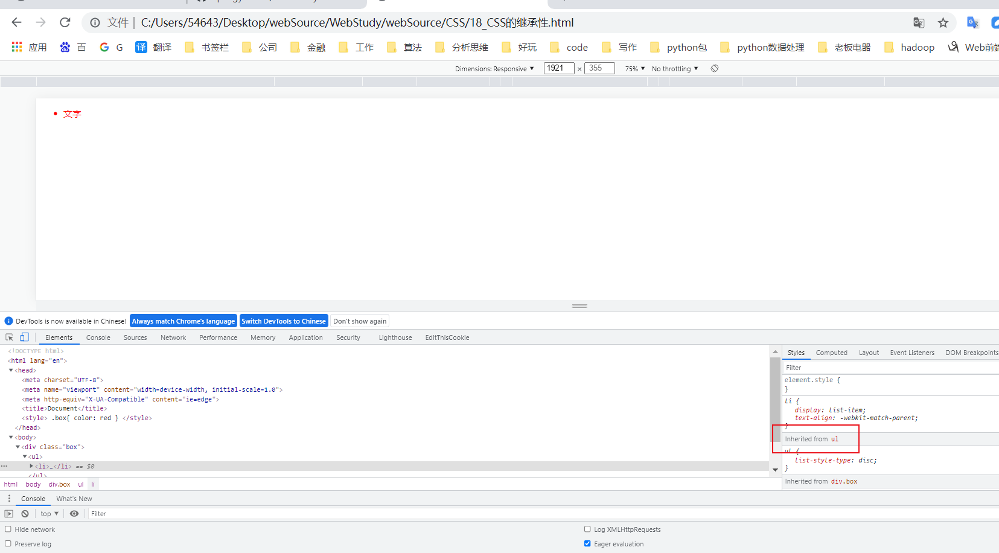 文件 | C:/Users/54643/Desktop/webSource/WebStudy/webSource/CSS/18_CSS的继承性.html
应用 百 G 译 翻译 书签栏 公司 金融 工作 算法 分析思维 好玩 code 写作 python包 python数据处理 老板电器 hadoop Web前端
Dimensions: Responsive ▼ 1921 × 355 75% ▼ No throttling ▼
• 文字
DevTools is now available in Chinese! Always match Chrome's language Switch DevTools to Chinese Don't show again
Elements Console Sources Network Performance Memory Application Security Lighthouse EditThisCookie
<!DOCTYPE html>
<html lang="en">
▼<head>
<meta charset="UTF-8">
<meta name="viewport" content="width=device-width, initial-scale=1.0">
<meta http-equiv="X-UA-Compatible" content="ie=edge">
<title>Document</title>
<style> .box{ color: red } </style>
</head>
▼<body>
▼<div class="box">
▼<ul>
… ▶<li>…</li> == $0
</ul>
html body div.box ul li
Styles Computed Layout Event Listeners DOM Breakpoints
Filter
element.style {
}
li {
display: list-item;
text-align: -webkit-match-parent;
}
Inherited from ul
ul {
list-style-type: disc;
}
Inherited from div.box
Console What's New
top ▼ Filter
Hide network Log XMLHttpRequests
Preserve log Eager evaluation